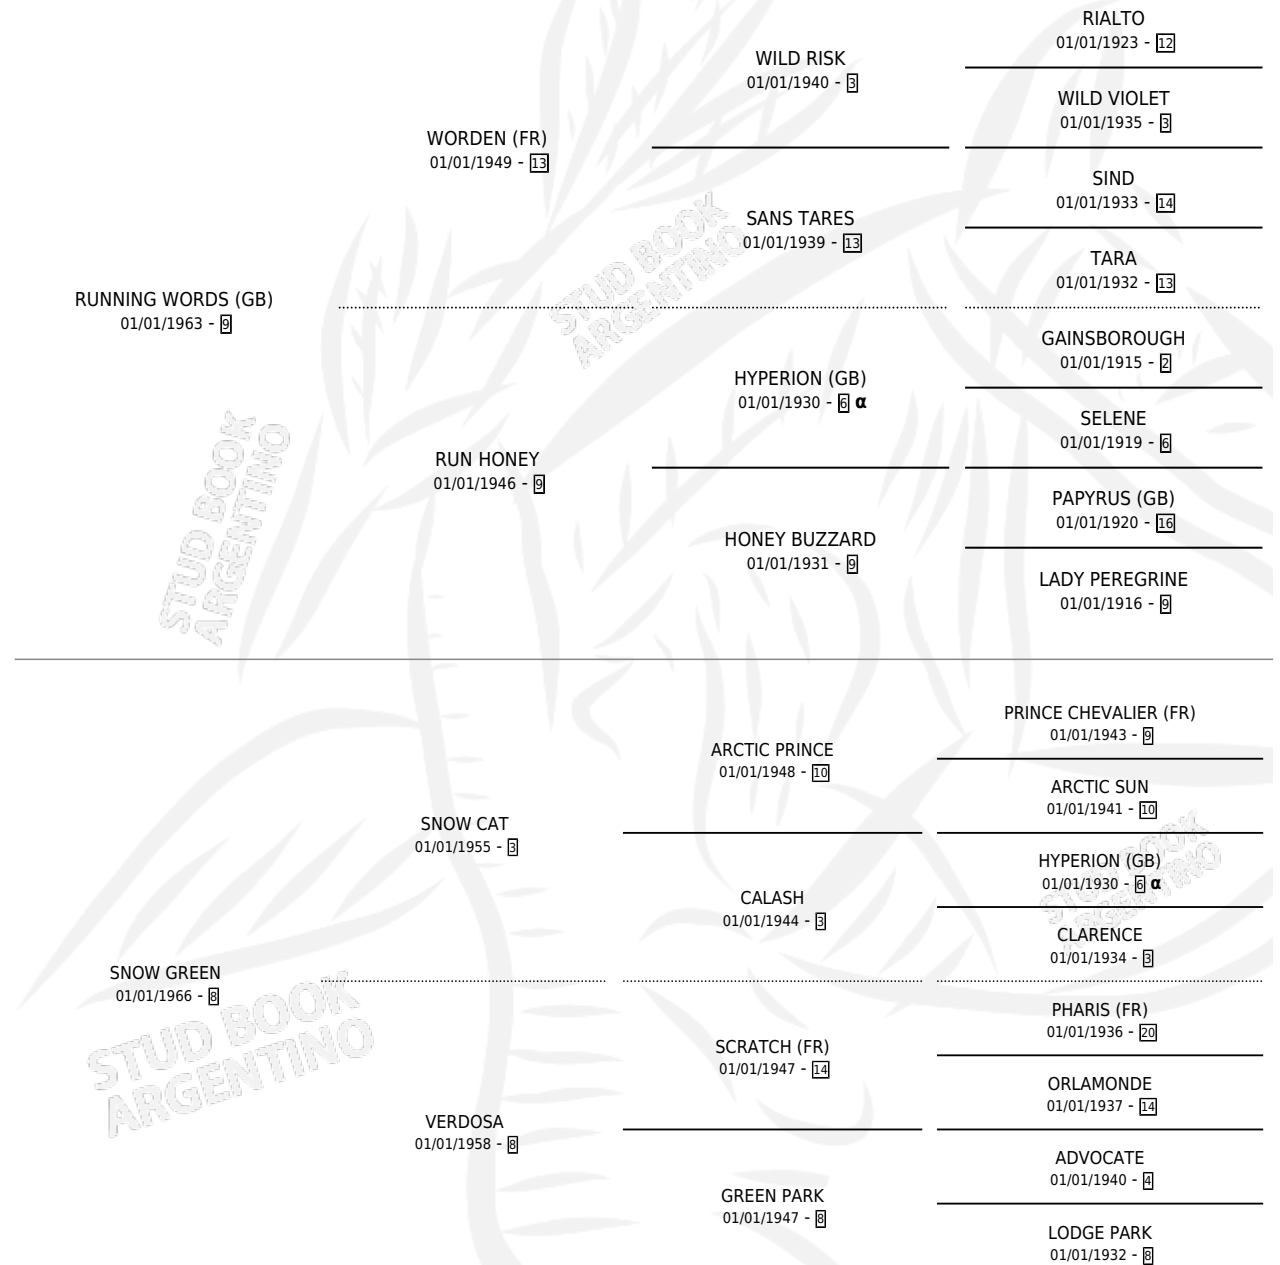 RIALTO
01/01/1923 - 12
WILD RISK
01/01/1940 - 3
WILD VIOLET
01/01/1935 - 3
WORDEN (FR)
01/01/1949 - 13
SIND
01/01/1933 - 14
SANS TARES
01/01/1939 - 13
TARA
01/01/1932 - 13
RUNNING WORDS (GB)
01/01/1963 - 9
GAINSBOROUGH
01/01/1915 - 2
HYPERION (GB)
01/01/1930 - 6 α
SELENE
01/01/1919 - 6
RUN HONEY
01/01/1946 - 9
PAPYRUS (GB)
01/01/1920 - 16
HONEY BUZZARD
01/01/1931 - 9
LADY PEREGRINE
01/01/1916 - 9
STUD BOOK
ARGENTINO
STUD BOOK
ARGENTINO
PRINCE CHEVALIER (FR)
01/01/1943 - 9
ARCTIC PRINCE
01/01/1948 - 10
ARCTIC SUN
01/01/1941 - 10
SNOW CAT
01/01/1955 - 3
HYPERION (GB)
01/01/1930 - 6 α
CALASH
01/01/1944 - 3
CLARENCE
01/01/1934 - 3
SNOW GREEN
01/01/1966 - 8
PHARIS (FR)
01/01/1936 - 20
SCRATCH (FR)
01/01/1947 - 14
ORLAMONDE
01/01/1937 - 14
VERDOSA
01/01/1958 - 8
ADVOCATE
01/01/1940 - 4
GREEN PARK
01/01/1947 - 8
LODGE PARK
01/01/1932 - 8
STUD BOOK
ARGENTINO
STUD BOOK
ARGENTINO